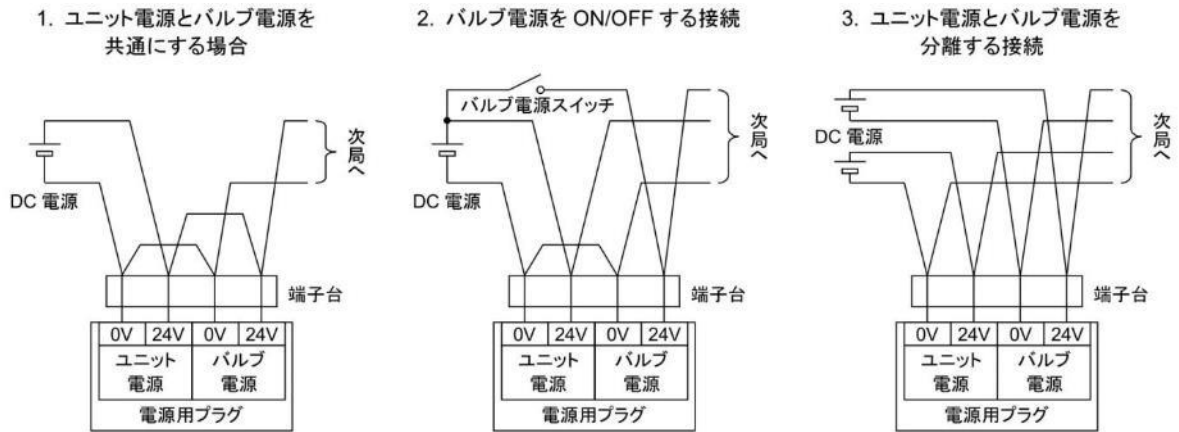 1. ユニット電源とバルブ電源を
共通にする場合
DC 電源
次局へ
端子台
0V 24V 0V 24V
ユニット
電源
バルブ
電源
電源用プラグ
2. バルブ電源を ON/OFF する接続
バルブ電源スイッチ
DC 電源
次局へ
端子台
0V 24V 0V 24V
ユニット
電源
バルブ
電源
電源用プラグ
3. ユニット電源とバルブ電源を
分離する接続
DC 電源
次局へ
端子台
0V 24V 0V 24V
ユニット
電源
バルブ
電源
電源用プラグ